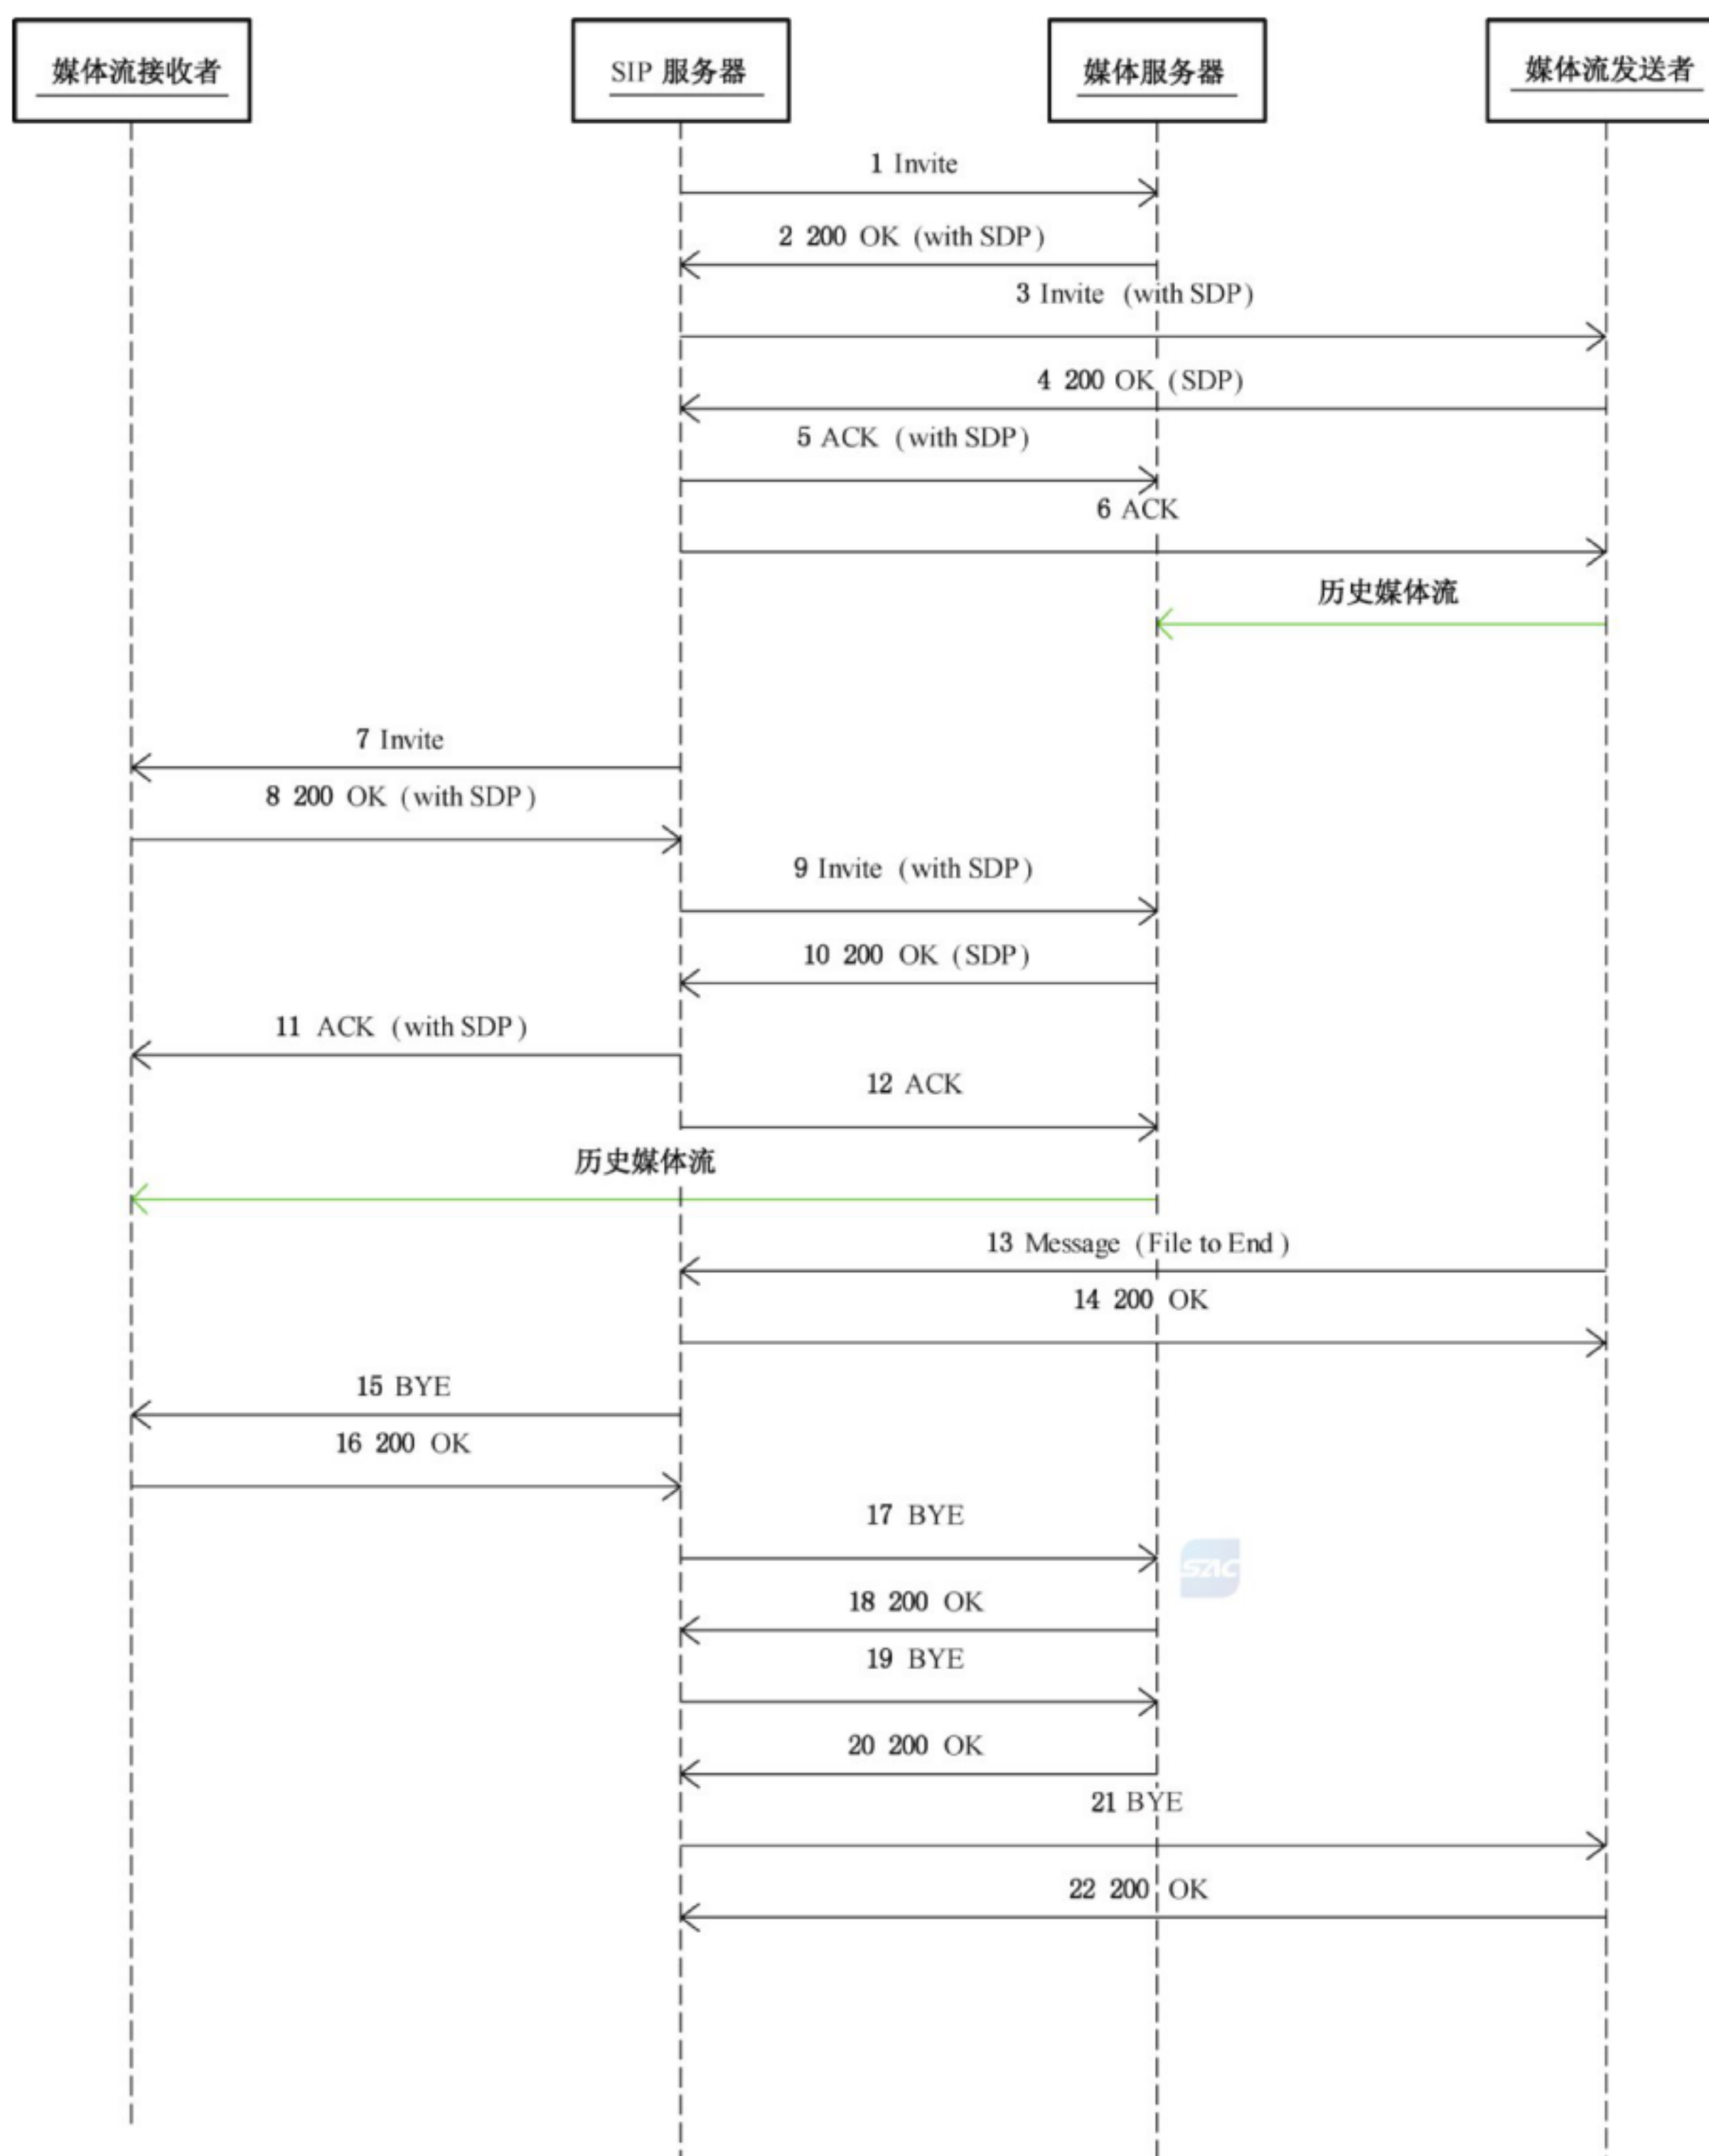 媒体流接收者
SIP 服务器
媒体服务器
媒体流发送者
1 Invite
2 200 OK (with SDP)
3 Invite (with SDP)
4 200 OK (SDP)
5 ACK (with SDP)
6 ACK
历史媒体流
7 Invite
8 200 OK (with SDP)
9 Invite (with SDP)
10 200 OK (SDP)
11 ACK (with SDP)
12 ACK
历史媒体流
13 Message (File to End)
14 200 OK
15 BYE
16 200 OK
17 BYE
SAC
18 200 OK
19 BYE
20 200 OK
21 BYE
22 200 OK